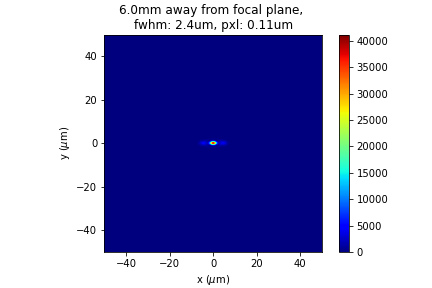 6.0mm away from focal plane,
fwhm: 2.4um, pxl: 0.11um
40
20
0
−20
−40
y (μm)
−40 −20 0 20 40
x (μm)
40000
35000
30000
25000
20000
15000
10000
5000
0